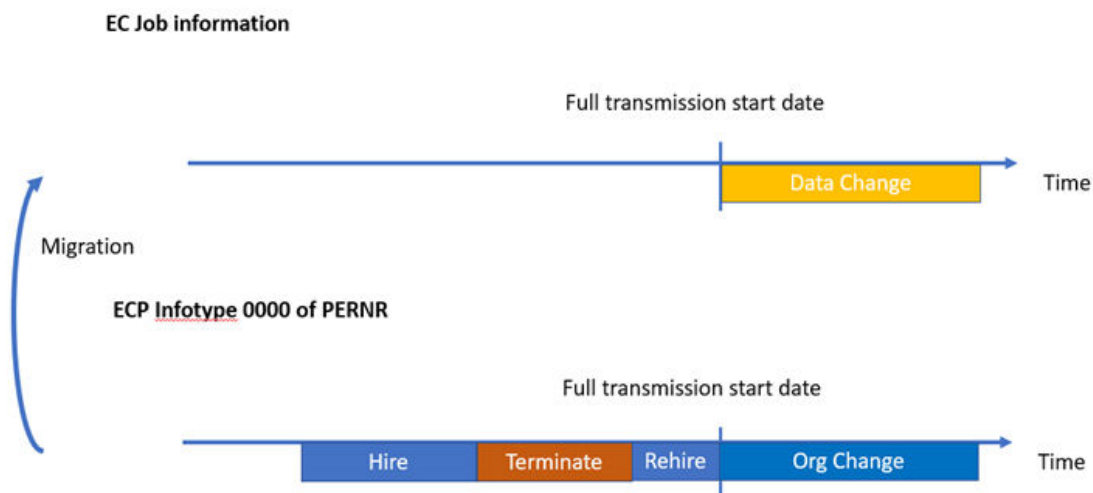 EC Job information
Full transmission start date
Data Change
Time
Migration
ECP Infotype 0000 of PERNR
Full transmission start date
Hire
Terminate
Rehire
Org Change
Time